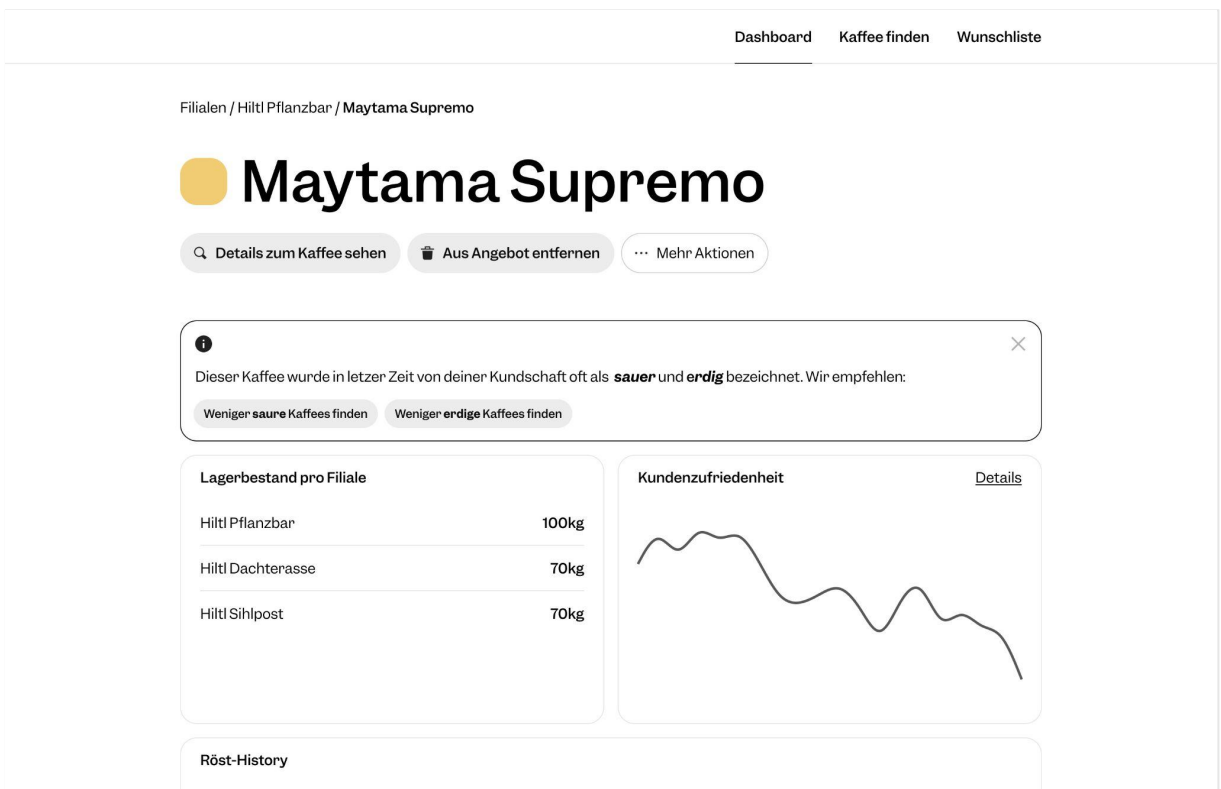 Dashboard Kaffee finden Wunschliste
Filialen / Hiltl Pflanzbar / Maytama Supremo
Maytama Supremo
Details zum Kaffee sehen Aus Angebot entfernen ··· Mehr Aktionen
Dieser Kaffee wurde in letzer Zeit von deiner Kundschaft oft als sauer und erdig bezeichnet. Wir empfehlen:
Weniger saure Kaffees finden Weniger erdige Kaffees finden
Lagerbestand pro Filiale
Hiltl Pflanzbar 100kg
Hiltl Dachterasse 70kg
Hiltl Sihlpost 70kg
Kundenzufriedenheit Details
Röst-History